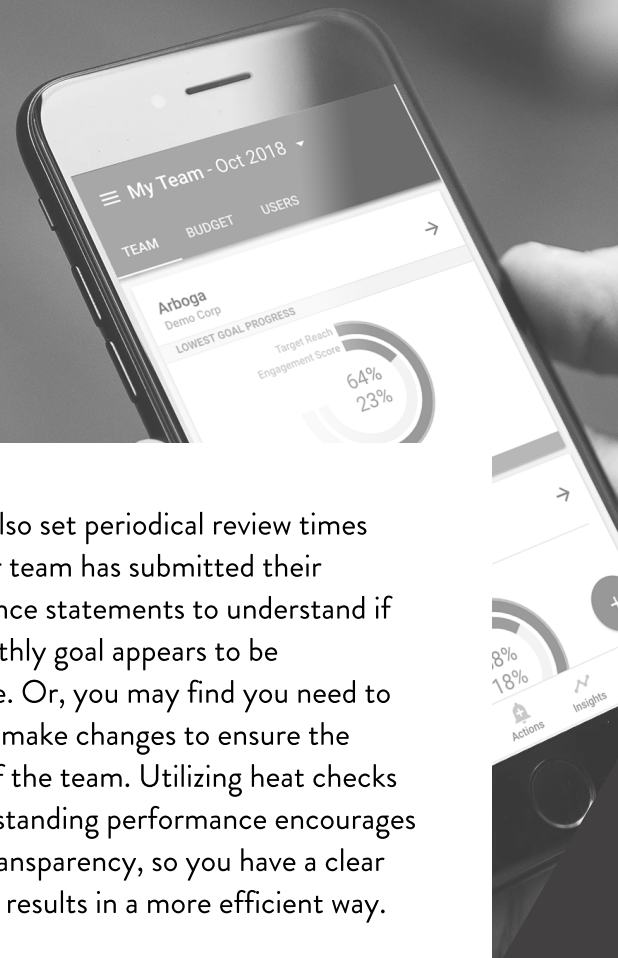 My Team - Oct 2018
TEAM BUDGET USERS
Arboga
Demo Corp
LOWEST GOAL PROGRESS
Target Reach
Engagement Score
64%
23%
8%
18%
Actions Insights
lso set periodical review times
team has submitted their
nce statements to understand if
thly goal appears to be
e. Or, you may find you need to
make changes to ensure the
f the team. Utilizing heat checks
standing performance encourages
ansparency, so you have a clear
results in a more efficient way.